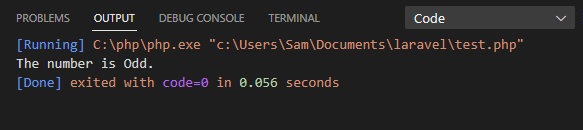 PROBLEMS OUTPUT DEBUG CONSOLE TERMINAL Code
[Running] C:\php\php.exe "c:\Users\Sam\Documents\laravel\test.php"
The number is Odd.
[Done] exited with code=0 in 0.056 seconds